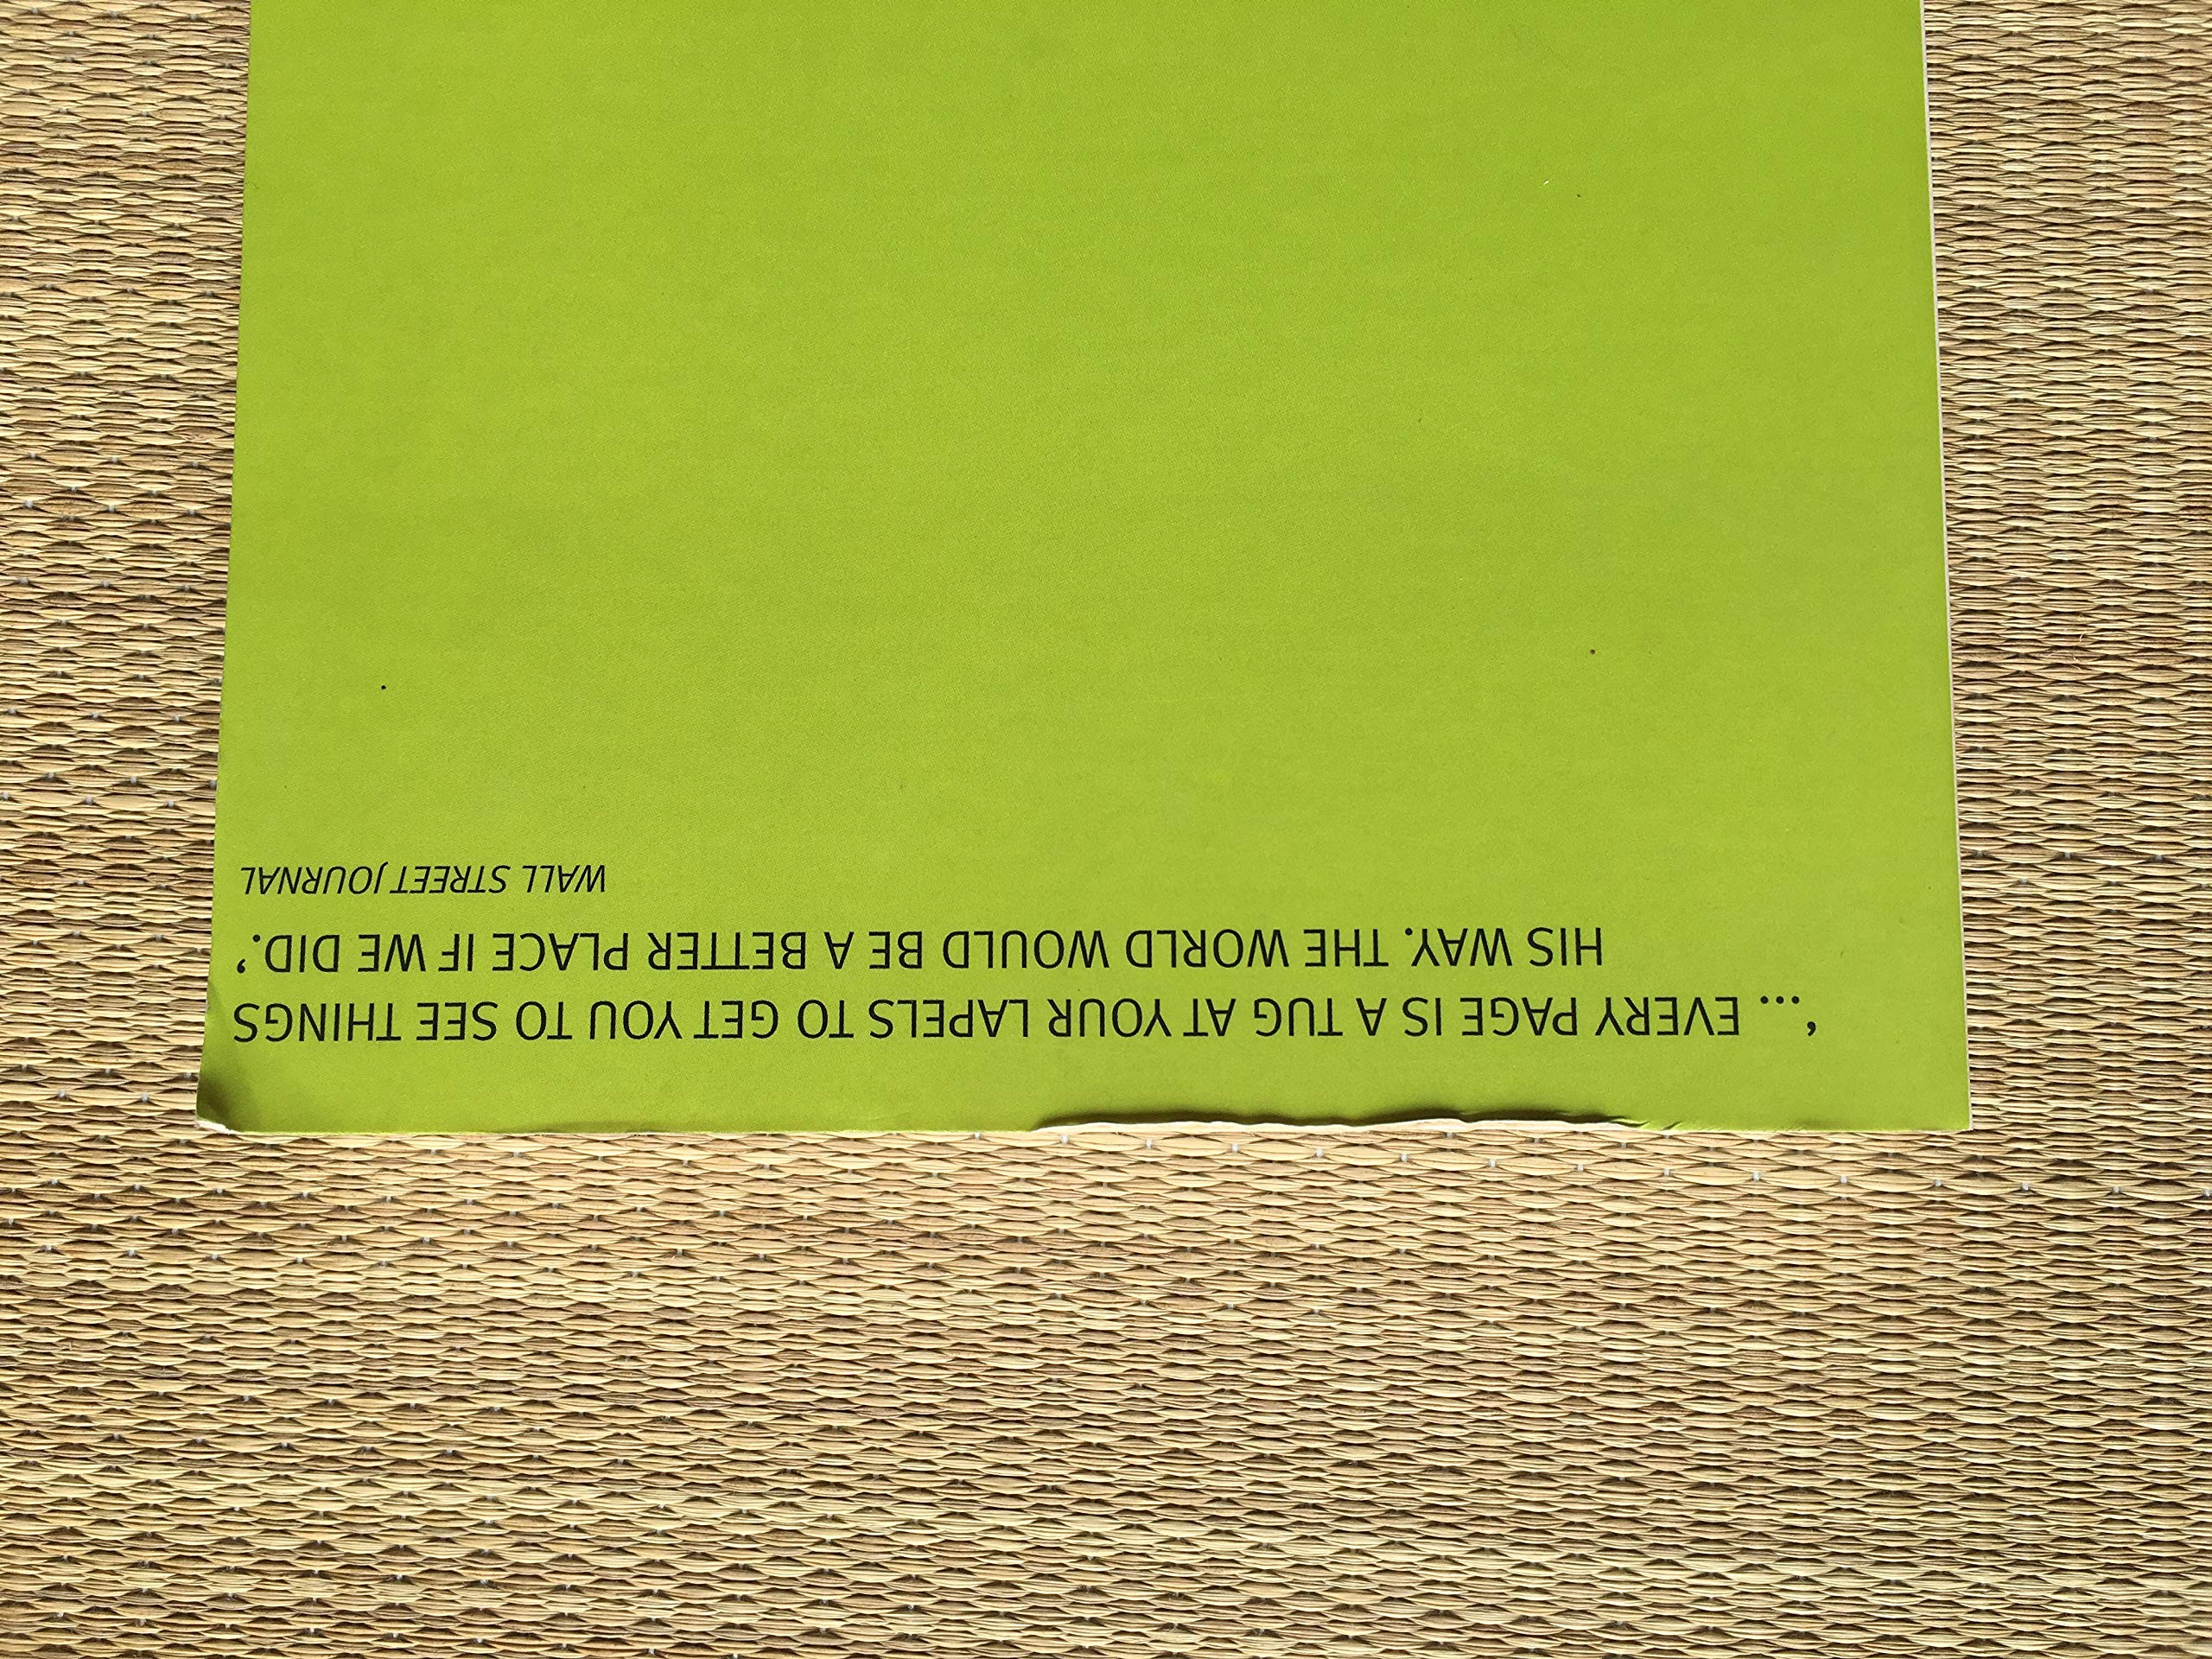 ‘... EVERY PAGE IS A TUG AT YOUR LAPELS TO GET YOU TO SEE THINGS
HIS WAY. THE WORLD WOULD BE A BETTER PLACE IF WE DID.’
WALL STREET JOURNAL